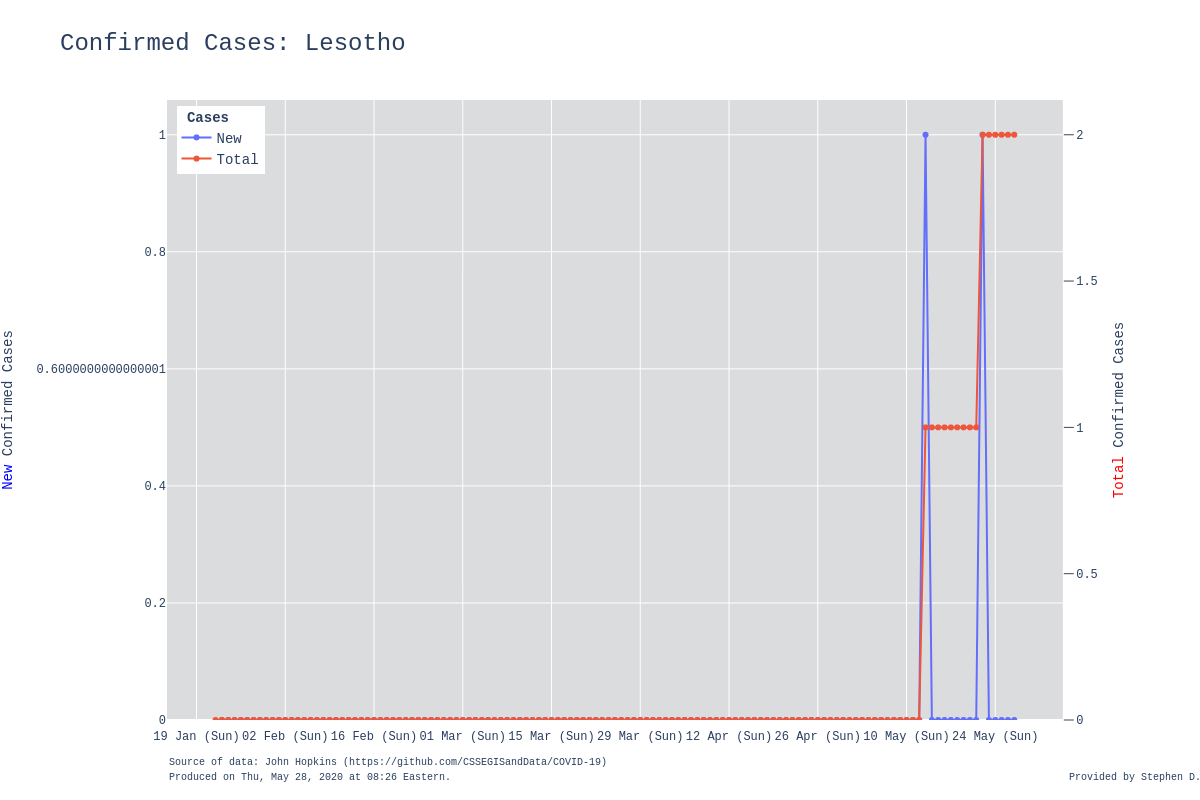 Confirmed Cases: Lesotho
Cases
New
Total
1
0.8
0.6000000000000001
0.4
0.2
0
2
1.5
1
0.5
0
New Confirmed Cases
Total Confirmed Cases
19 Jan (Sun) 02 Feb (Sun) 16 Feb (Sun) 01 Mar (Sun) 15 Mar (Sun) 29 Mar (Sun) 12 Apr (Sun) 26 Apr (Sun) 10 May (Sun) 24 May (Sun)
Source of data: John Hopkins (https://github.com/CSSEGISandData/COVID-19)
Produced on Thu, May 28, 2020 at 08:26 Eastern.
Provided by Stephen D.